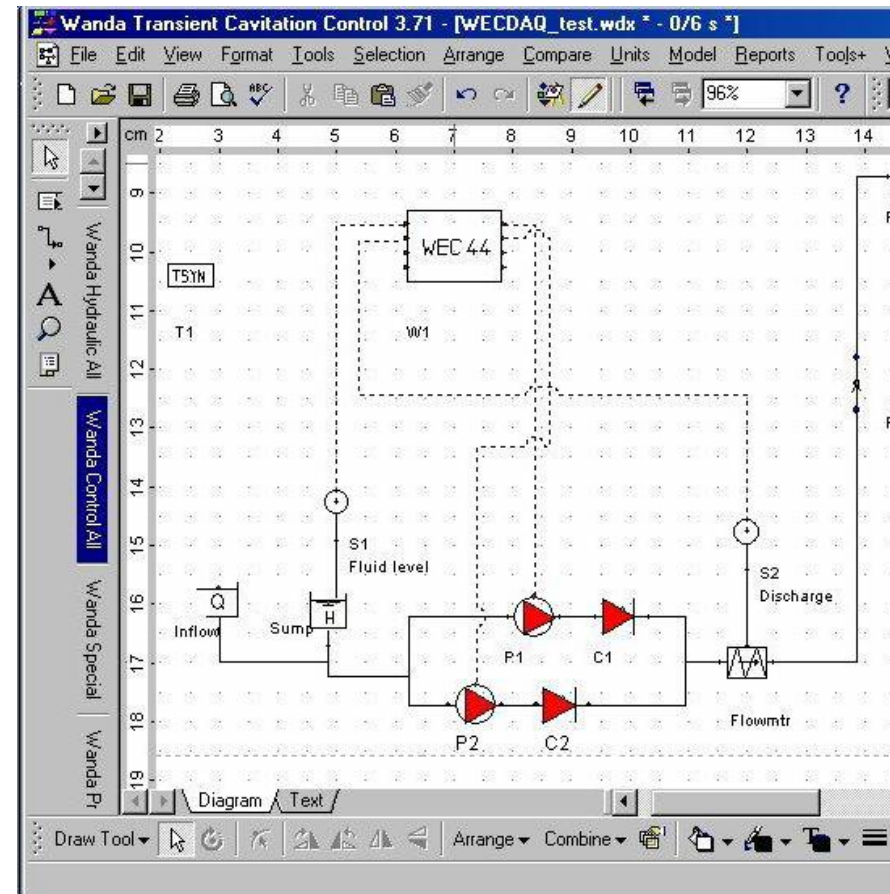 Wanda Transient Cavitation Control 3.71 - [WECDAQ_test.wdx * - 0/6 s *]
File Edit View Format Tools Selection Arrange Compare Units Model Reports Tools+
ABC 96% ?
cm 2 3 4 5 6 7 8 9 10 11 12 13 14
9
10
11
12
13
14
15
16
17
18
19
A
Wanda Hydraulic All
Wanda Control All
Wanda Special
Wanda Pr
WEC 44
TSYN
T1
W1
S1
Fluid level
S2
Discharge
Q
Inflow
H
Sump
P1
C1
Flowmtr
P2
C2
Diagram Text
Draw Tool Arrange Combine